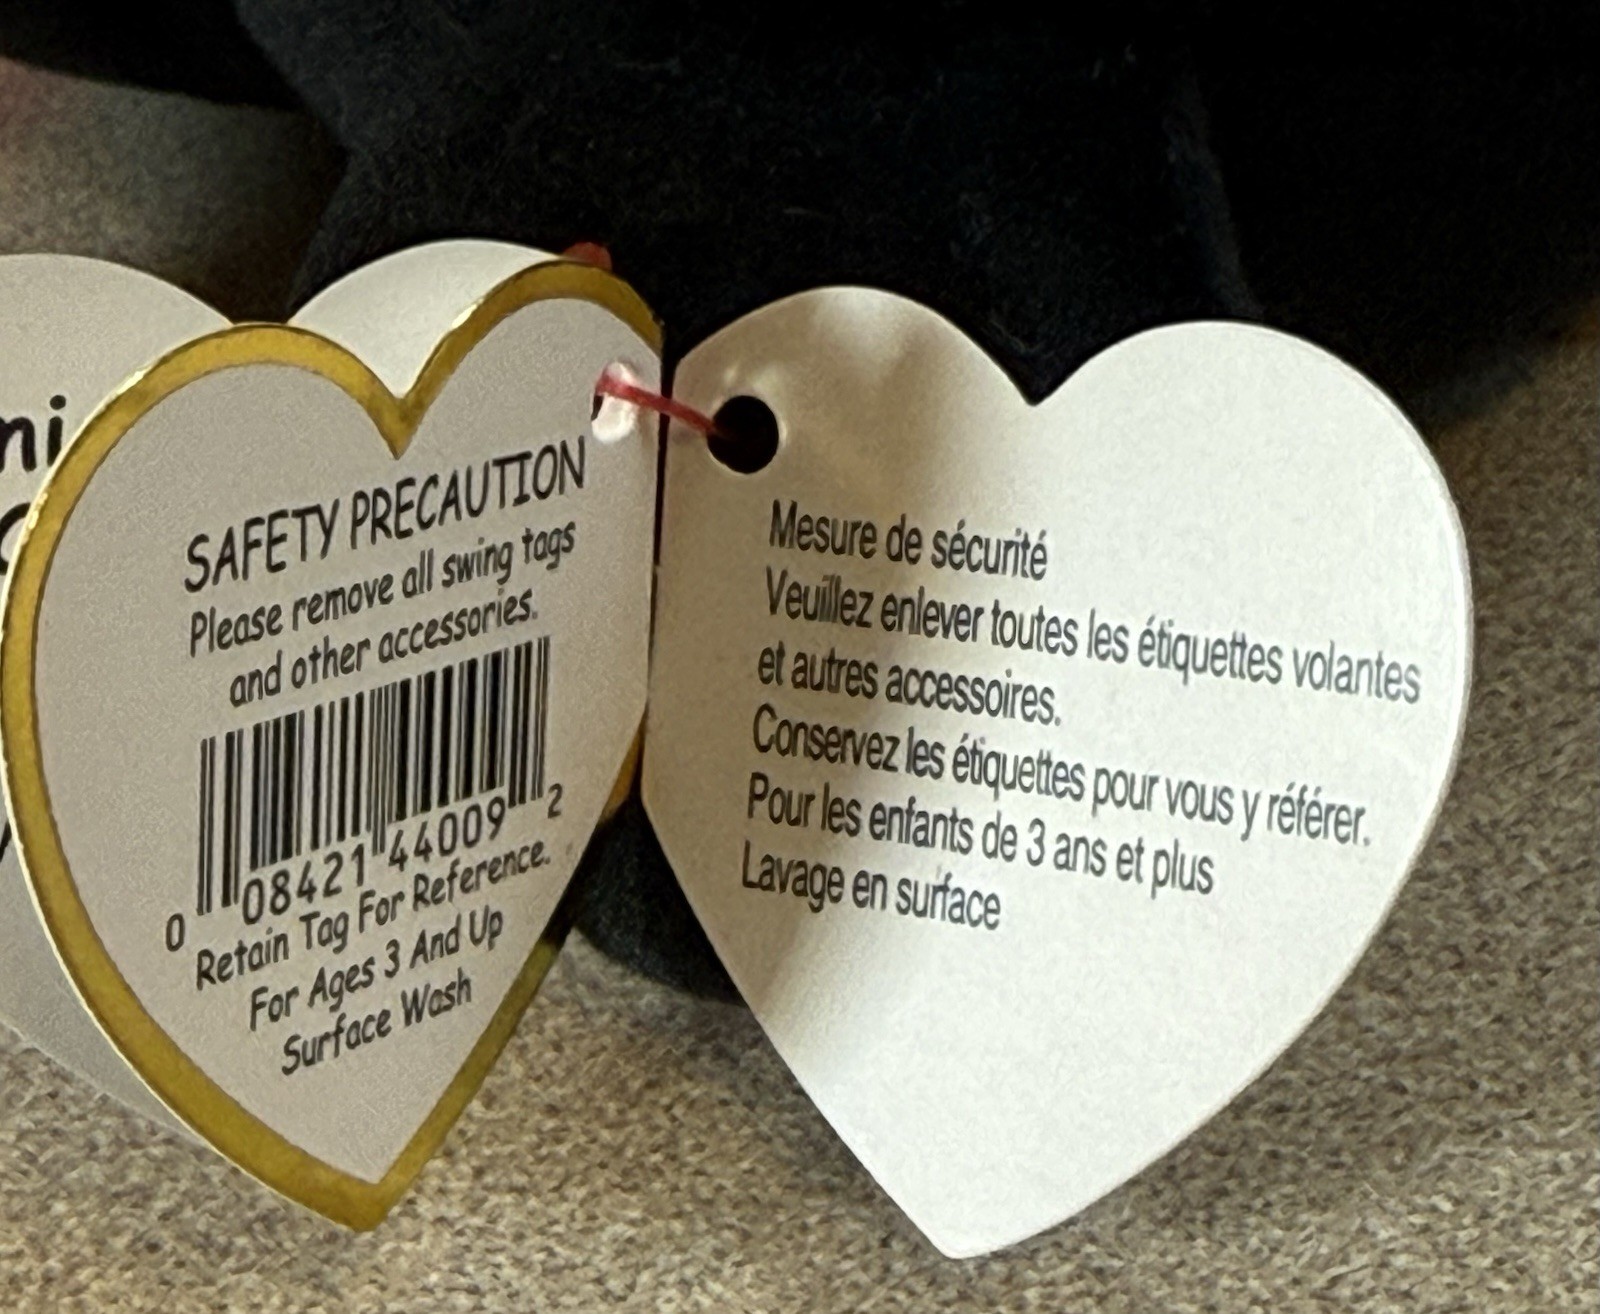 SAFETY PRECAUTION
Please remove all swing tags
and other accessories.
0 08421 44009 2
Retain Tag For Reference.
For Ages 3 And Up
Surface Wash
Mesure de sécurité
Veuillez enlever toutes les étiquettes volantes
et autres accessoires.
Conservez les étiquettes pour vous y référer.
Pour les enfants de 3 ans et plus
Lavage en surface